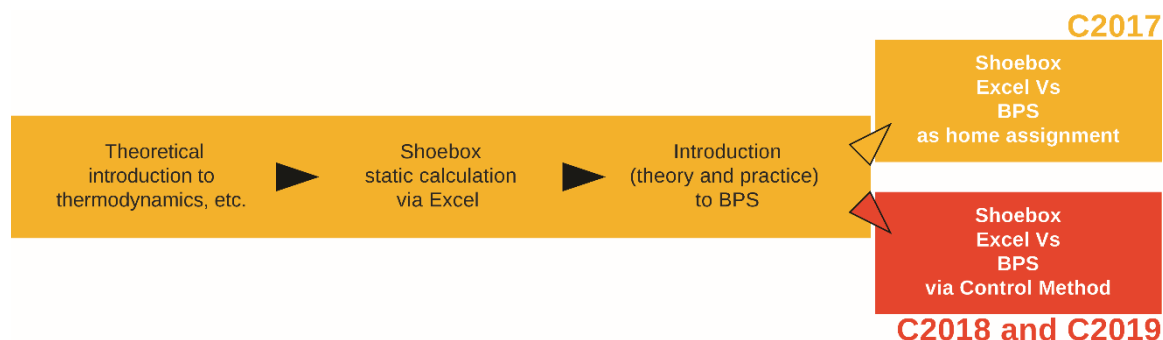 Theoretical
introduction to
thermodynamics, etc.
Shoebox
static calculation
via Excel
Introduction
(theory and practice)
to BPS
C2017
Shoebox
Excel Vs
BPS
as home assignment
Shoebox
Excel Vs
BPS
via Control Method
C2018 and C2019